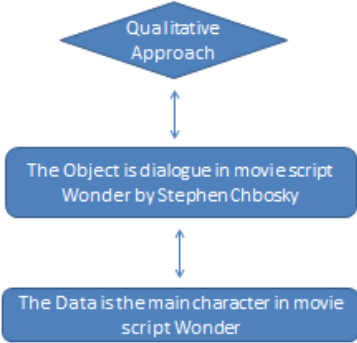 Qualitative
Approach
The Object is dialogue in movie script
Wonder by Stephen Chbosky
The Data is the main character in movie
script Wonder